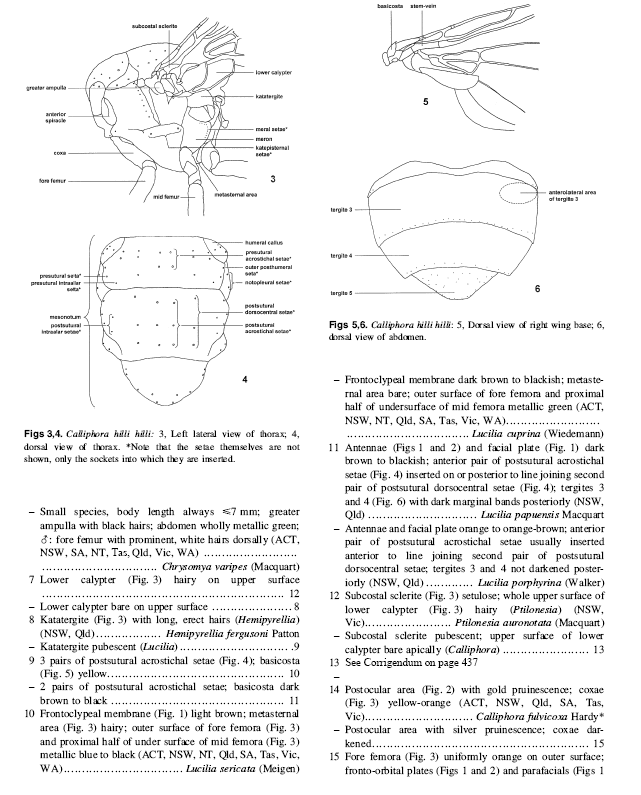 subcostal sclerite
lower calypter
greater ampulla
katatergite
anterior
spiracle
meral setae*
meron
coxa
katepisternal
setae*
fore femur
metasternal area
mid femur
3
humeral callus
presutural
acrostichal setae*
outer posthumeral
seta*
presutural seta*
presutural intraalar
seta*
notopleural setae*
mesonotum
postsutural
intraalar setae*
postsutural
dorsocentral setae*
postsutural
acrostichal setae*
4
Figs 3,4. Calliphora hilli hilli: 3, Left lateral view of thorax; 4,
dorsal view of thorax. *Note that the setae themselves are not
shown, only the sockets into which they are inserted.
– Small species, body length always ≤7 mm; greater
ampulla with black hairs; abdomen wholly metallic green;
♂: fore femur with prominent, white hairs dorsally (ACT,
NSW, SA, NT, Tas, Qld, Vic, WA) ..........................
................................ Chrysomya varipes (Macquart)
7 Lower calypter (Fig. 3) hairy on upper surface
.................................................................... 12
– Lower calypter bare on upper surface ...................... 8
8 Katatergite (Fig. 3) with long, erect hairs (Hemipyrellia)
(NSW, Qld)................ Hemipyrellia fergusoni Patton
– Katatergite pubescent (Lucilia) ............................... .9
9 3 pairs of postsutural acrostichal setae (Fig. 4); basicosta
(Fig. 5) yellow.................................................... 10
– 2 pairs of postsutural acrostichal setae; basicosta dark
brown to black .................................................. 11
10 Frontoclypeal membrane (Fig. 1) light brown; metasternal
area (Fig. 3) hairy; outer surface of fore femora (Fig. 3)
and proximal half of under surface of mid femora (Fig. 3)
metallic blue to black (ACT, NSW, NT, Qld, SA, Tas, Vic,
WA)................................. Lucilia sericata (Meigen)
basicosta stem-vein
5
anterolateral area
of tergite 3
tergite 3
tergite 4
tergite 5
6
Figs 5,6. Calliphora hilli hilli: 5, Dorsal view of right wing base; 6,
dorsal view of abdomen.
– Frontoclypeal membrane dark brown to blackish; metaster-
nal area bare; outer surface of fore femora and proximal
half of undersurface of mid femora metallic green (ACT,
NSW, NT, Qld, SA, Tas, Vic, WA)...........................
.................................. Lucilia cuprina (Wiedemann)
11 Antennae (Figs 1 and 2) and facial plate (Fig. 1) dark
brown to blackish; anterior pair of postsutural acrostichal
setae (Fig. 4) inserted on or posterior to line joining second
pair of postsutural dorsocentral setae (Fig. 4); tergites 3
and 4 (Fig. 6) with dark marginal bands posteriorly (NSW,
Qld) .............................. Lucilia papuensis Macquart
– Antennae and facial plate orange to orange-brown; anterior
pair of postsutural acrostichal setae usually inserted
anterior to line joining second pair of postsutural
dorsocentral setae; tergites 3 and 4 not darkened poster-
iorly (NSW, Qld) ............. Lucilia porphyrina (Walker)
12 Subcostal sclerite (Fig. 3) setulose; whole upper surface of
lower calypter (Fig. 3) hairy (Ptilonesia) (NSW,
Vic)........................ Ptilonesia auronotata (Macquart)
– Subcostal sclerite pubescent; upper surface of lower
calypter bare apically (Calliphora) ........................ 13
13 See Corrigendum on page 437
–
14 Postocular area (Fig. 2) with gold pruinescence; coxae
(Fig. 3) yellow-orange (ACT, NSW, Qld, SA, Tas,
Vic)............................. Calliphora fulvicoxa Hardy*
– Postocular area with silver pruinescence; coxae dar-
kened............................................................. 15
15 Fore femora (Fig. 3) uniformly orange on outer surface;
fronto-orbital plates (Figs 1 and 2) and parafacials (Figs 1